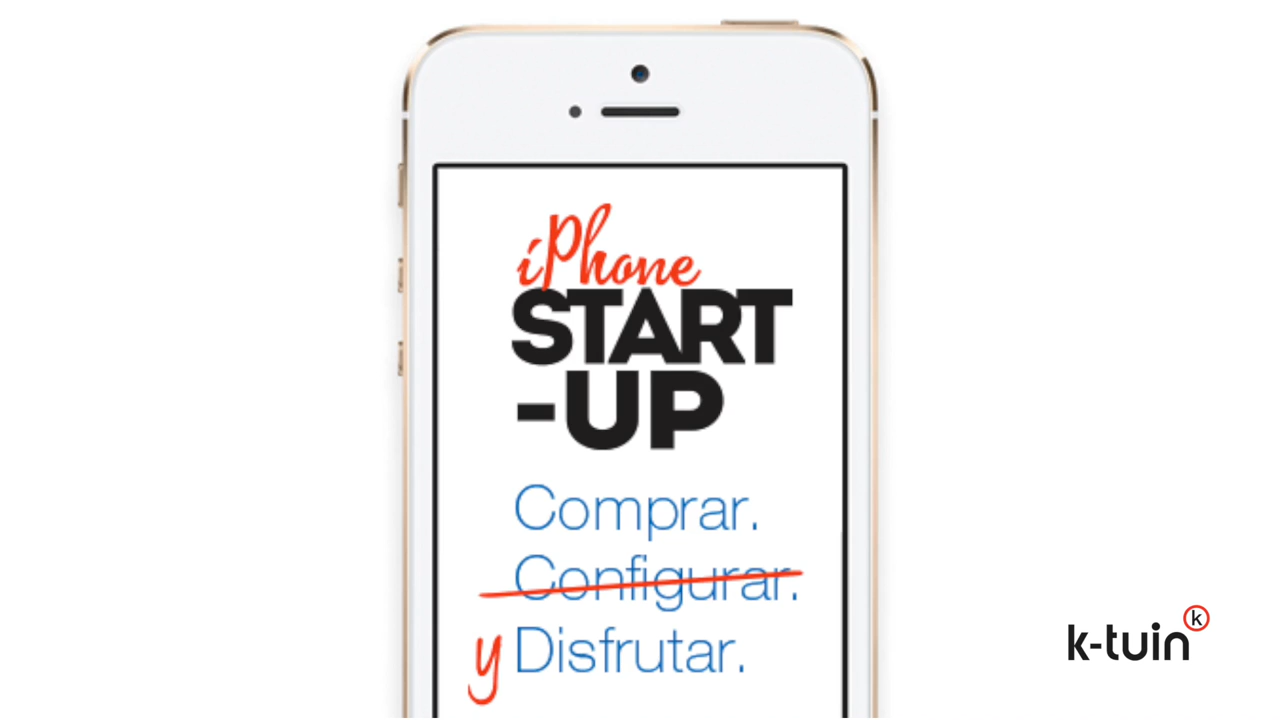 iPhone
START
-UP
Comprar.
Configurar.
y Disfrutar.
k-tuin k